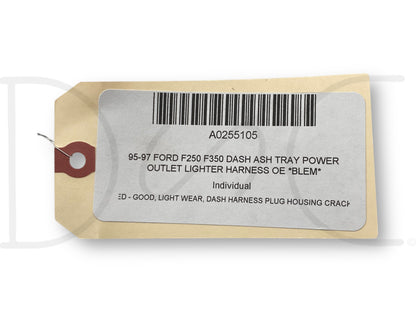 A0255105
95-97 FORD F250 F350 DASH ASH TRAY POWER
OUTLET LIGHTER HARNESS OE *BLEM*
Individual
ED - GOOD, LIGHT WEAR, DASH HARNESS PLUG HOUSING CRACK